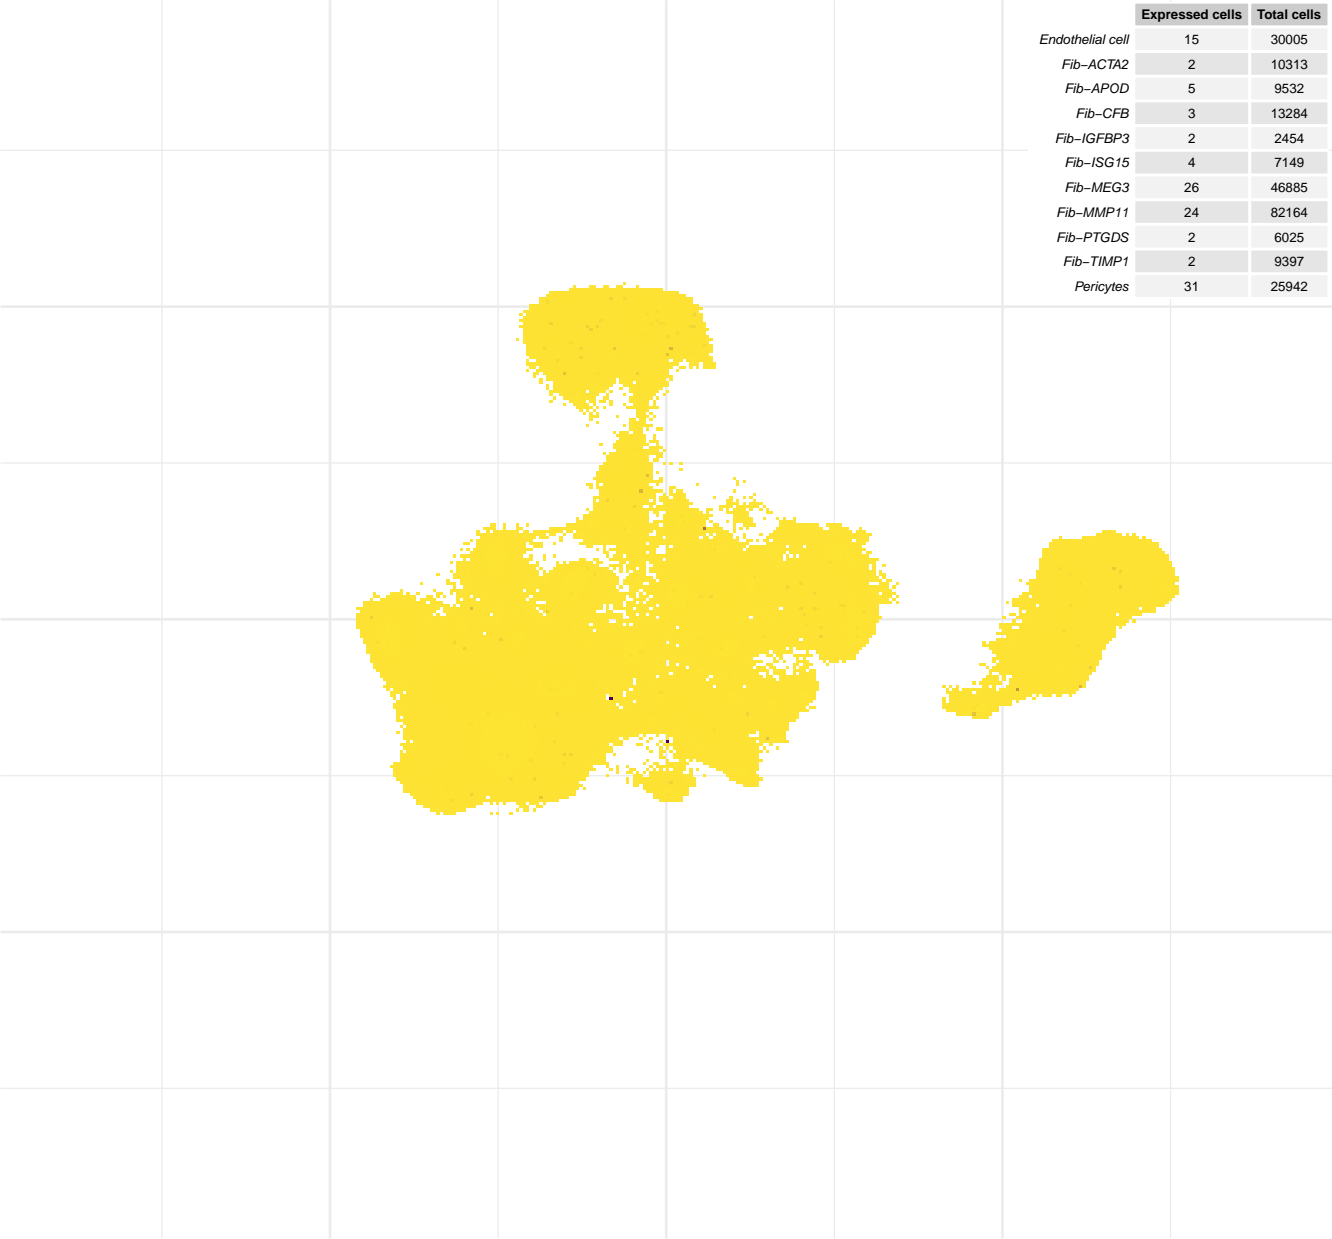 Expressed cells Total cells
Endothelial cell 15 30005
Fib−ACTA2 2 10313
Fib−APOD 5 9532
Fib−CFB 3 13284
Fib−IGFBP3 2 2454
Fib−ISG15 4 7149
Fib−MEG3 26 46885
Fib−MMP11 24 82164
Fib−PTGDS 2 6025
Fib−TIMP1 2 9397
Pericytes 31 25942